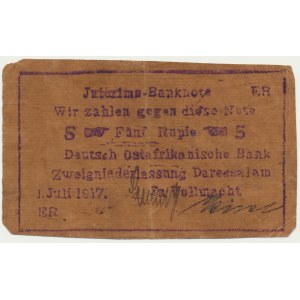 Interims-Banknote ER
Wir zahlen gegen diese Note
5 Fünf Rupie 5
Deutsch Ostafrikanische Bank
Zweigniederlassung Daressalam
1. Juli 1917. In Vollmacht
ER